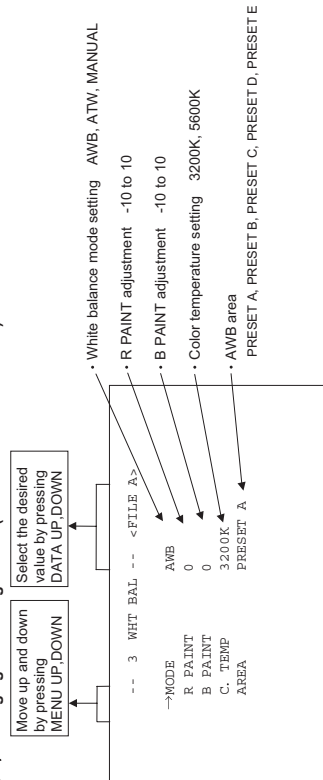 Move up and down
by pressing
MENU UP,DOWN
Select the desired
value by pressing
DATA UP,DOWN
-- 3 WHT BAL -- <FILE A>
→MODE AWB
R PAINT 0
B PAINT 0
C. TEMP 3200K
AREA PRESET A
・White balance mode setting AWB, ATW, MANUAL
・R PAINT adjustment -10 to 10
・B PAINT adjustment -10 to 10
・Color temperature setting 3200K, 5600K
・AWB area
PRESET A, PRESET B, PRESET C, PRESET D, PRESET E